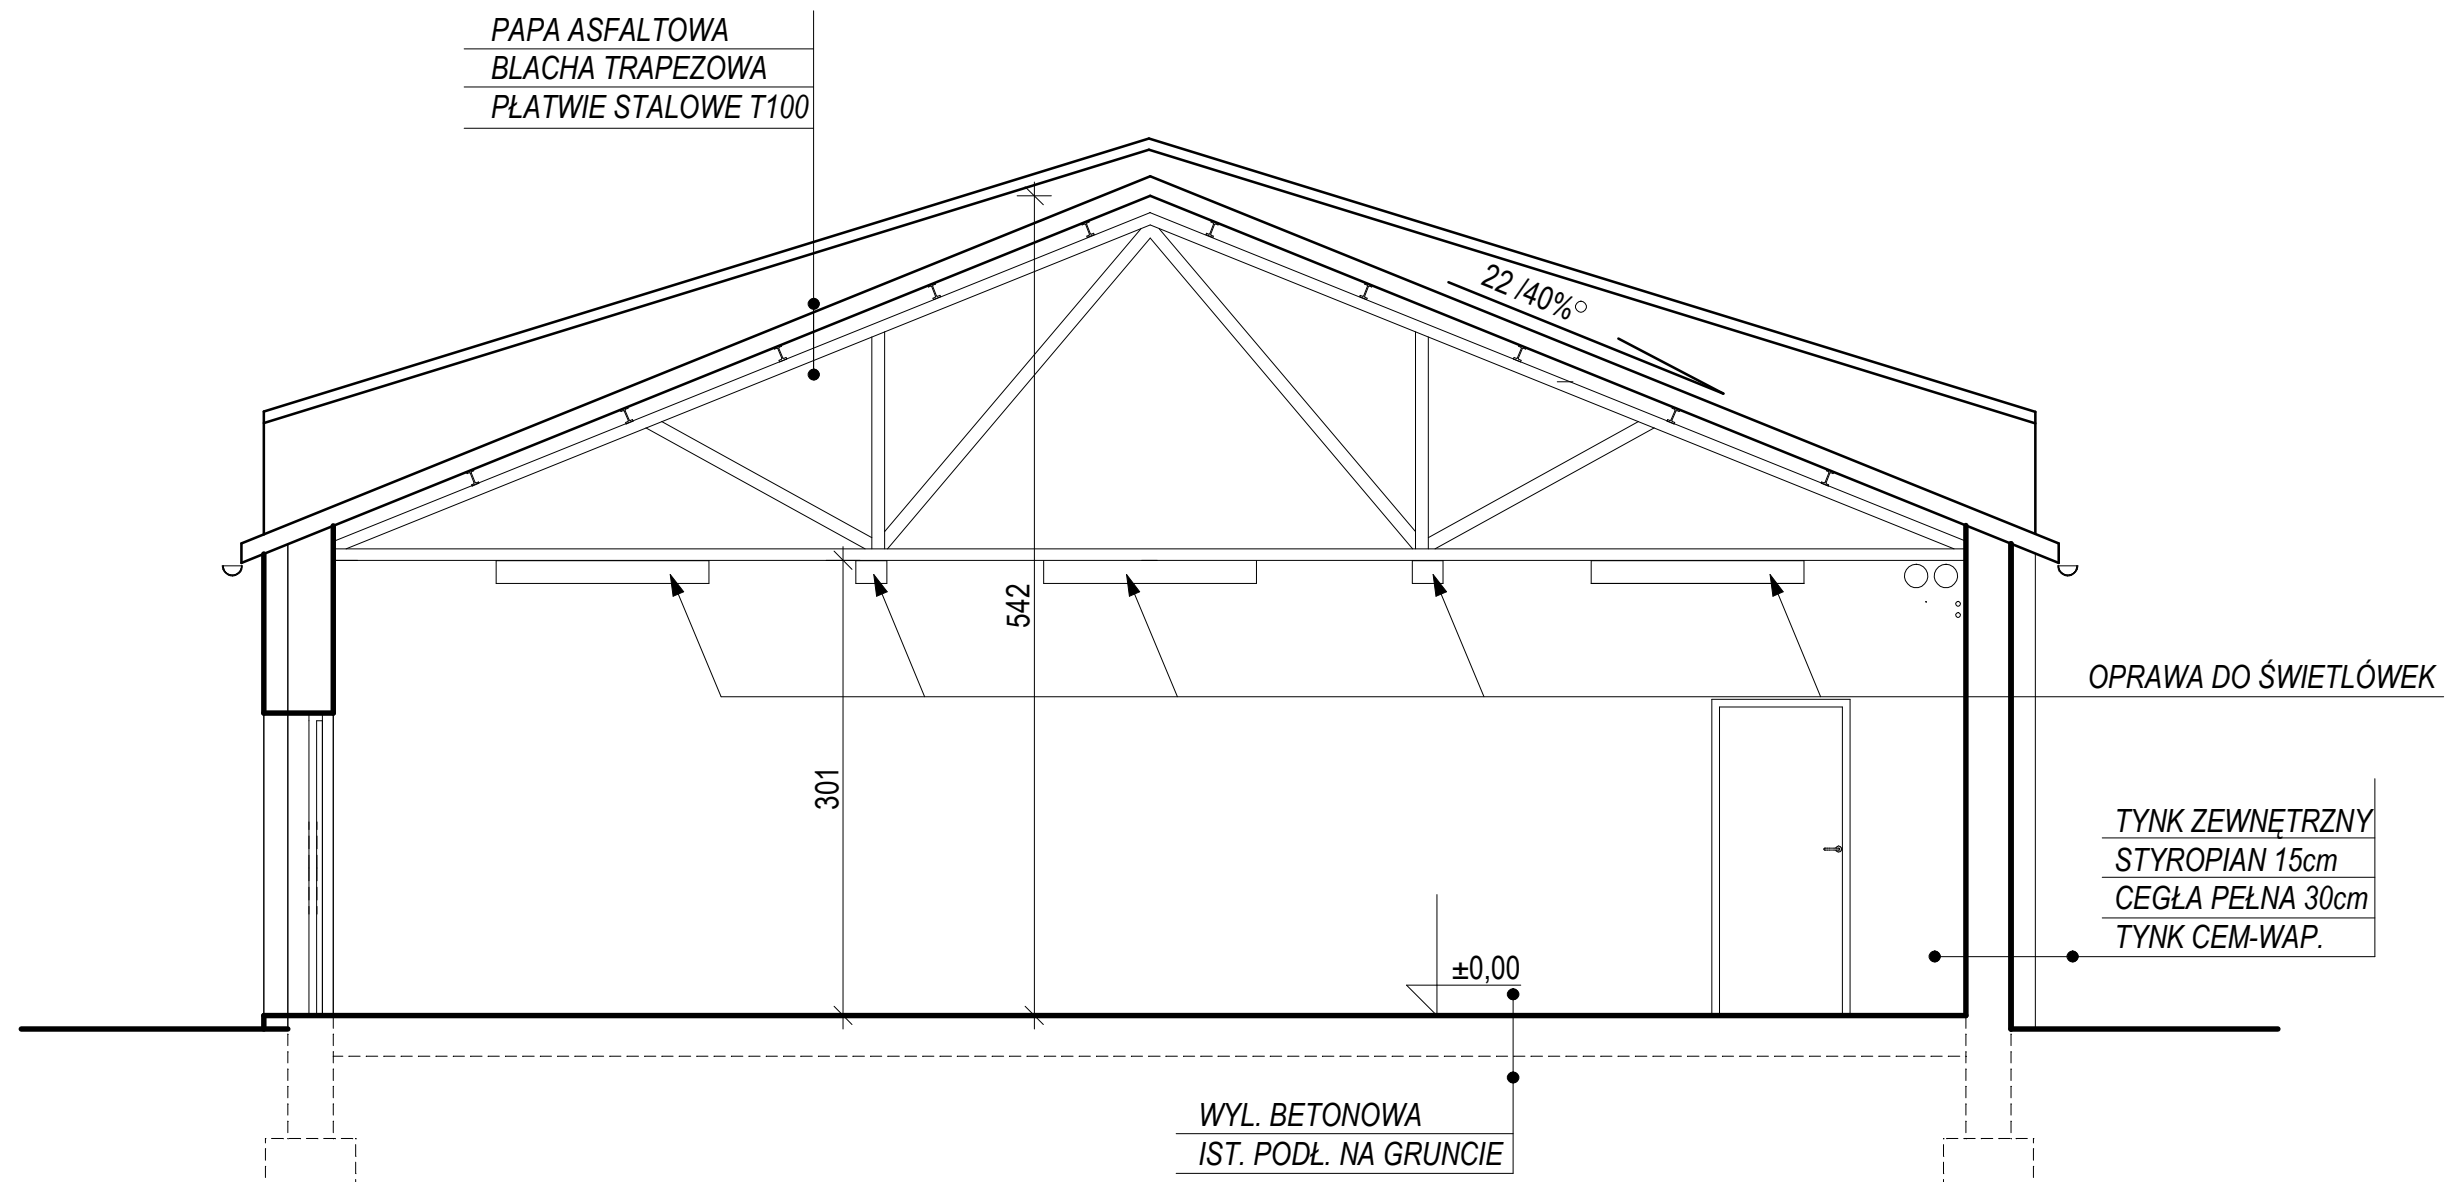 PAPA ASFALTOWA
BLACHA TRAPEZOWA
PŁATWIE STALOWE T100
22 /40%°
542
OPRAWA DO ŚWIETLÓWEK
301
TYNK ZEWNĘTRZNY
STYROPIAN 15cm
CEGŁA PEŁNA 30cm
TYNK CEM-WAP.
±0,00
WYL. BETONOWA
IST. PODŁ. NA GRUNCIE